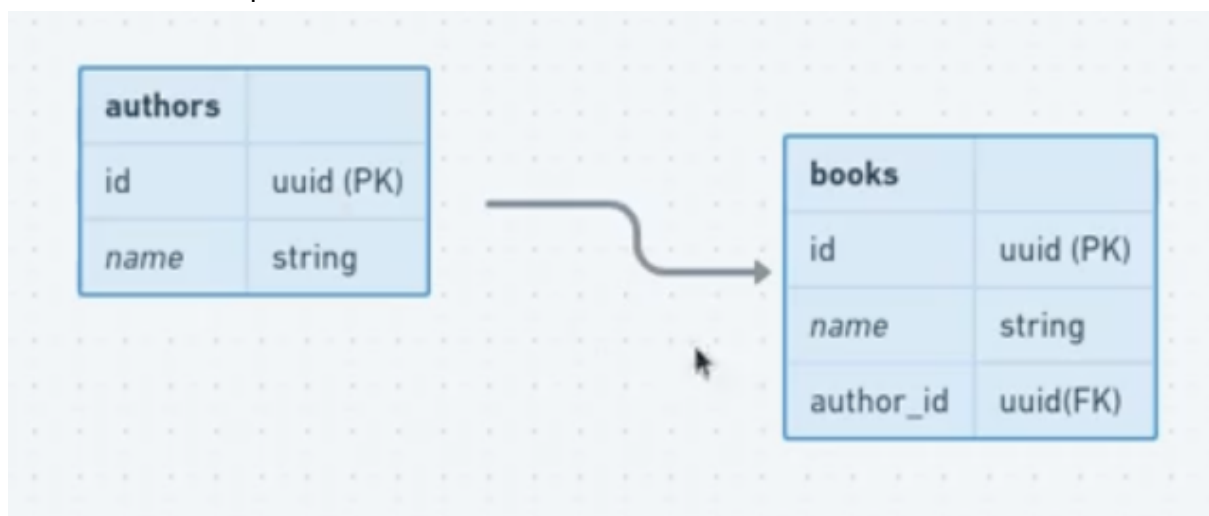 authors
id uuid (PK)
name string
books
id uuid (PK)
name string
author_id uuid(FK)